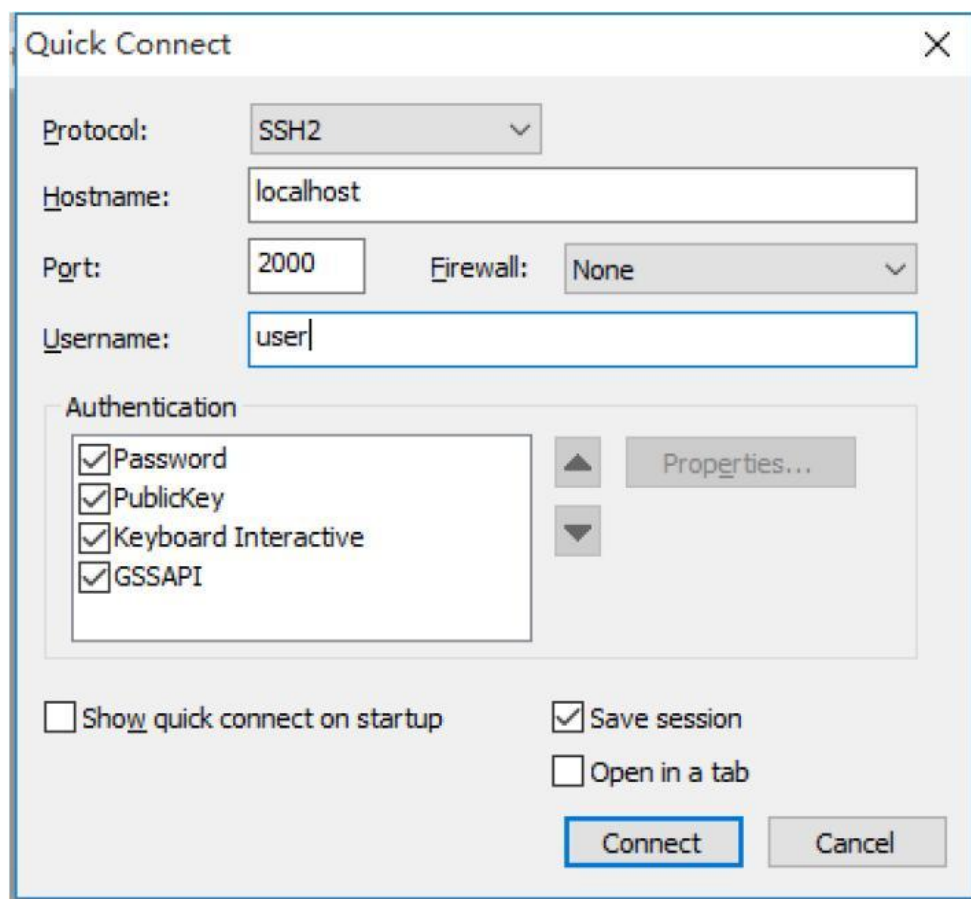 Quick Connect
Protocol: SSH2
Hostname: localhost
Port: 2000 Firewall: None
Username: user
Authentication
Password
PublicKey
Keyboard Interactive
GSSAPI
Properties...
Show quick connect on startup
Save session
Open in a tab
Connect Cancel